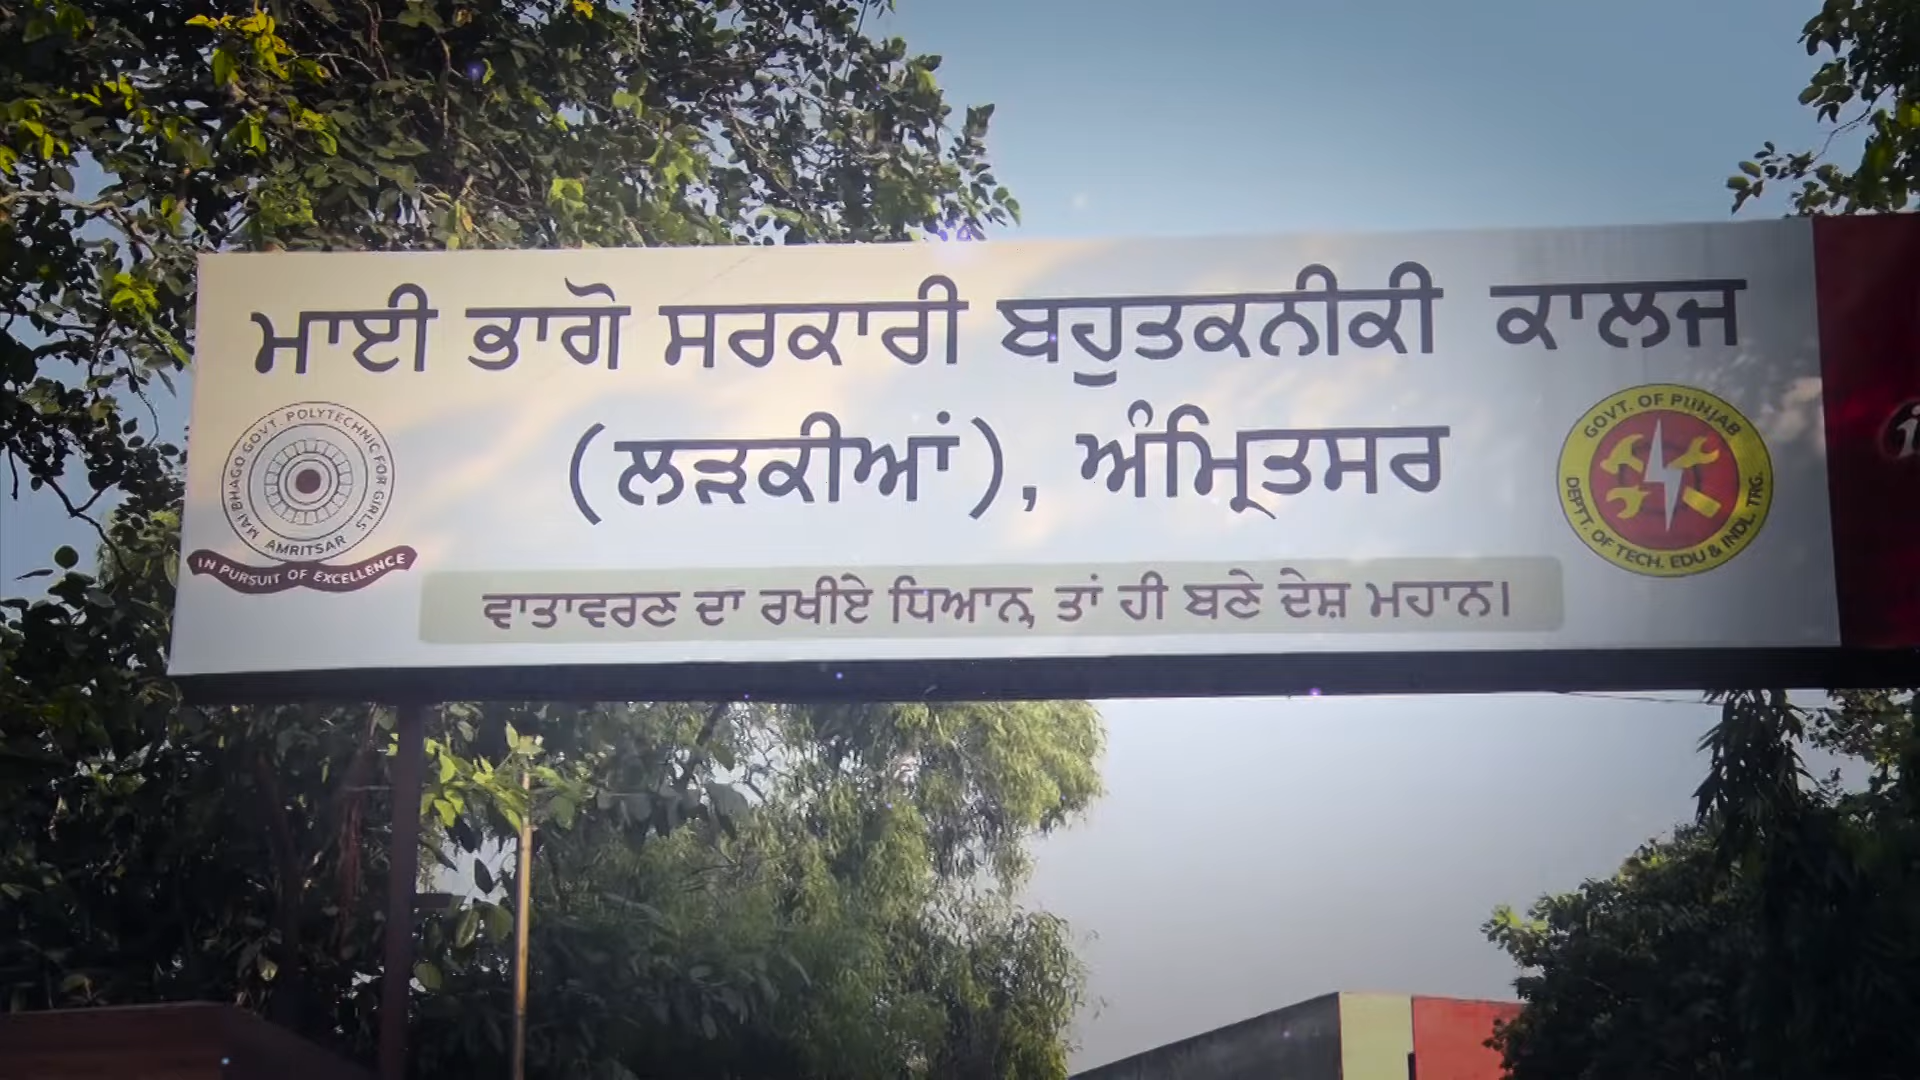 ਮਾਈ ਭਾਗੋ ਸਰਕਾਰੀ ਬਹੁਤਕਨੀਕੀ ਕਾਲਜ
(ਲੜਕੀਆਂ), ਅੰਮ੍ਰਿਤਸਰ
MAI BHAGO GOVT. POLYTECHNIC FOR GIRLS
AMRITSAR
IN PURSUIT OF EXCELLENCE
GOVT. OF PUNJAB
DEPTT. OF TECH. EDU & INDL. TRG.
ਵਾਤਾਵਰਣ ਦਾ ਰਖੀਏ ਧਿਆਨ, ਤਾਂ ਹੀ ਬਣੇ ਦੇਸ਼ ਮਹਾਨ।